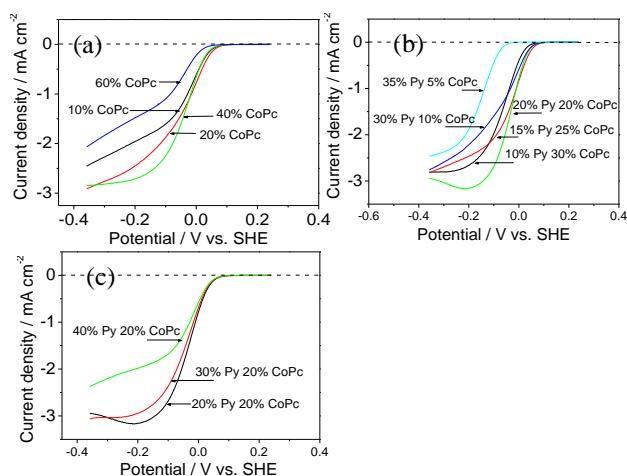 (a)
0
-1
-2
-3
Current density / mA cm-2
60% CoPc
10% CoPc
40% CoPc
20% CoPc
-0.4 -0.2 0.0 0.2 0.4
Potential / V vs. SHE
(b)
0
-1
-2
-3
Current density / mA cm-2
35% Py 5% CoPc
30% Py 10% CoPc
20% Py 20% CoPc
15% Py 25% CoPc
10% Py 30% CoPc
-0.6 -0.4 -0.2 0.0 0.2 0.4
Potential / V vs. SHE
(c)
0
-1
-2
-3
Current density / mA cm-2
40% Py 20% CoPc
30% Py 20% CoPc
20% Py 20% CoPc
-0.4 -0.2 0.0 0.2 0.4
Potential / V vs. SHE